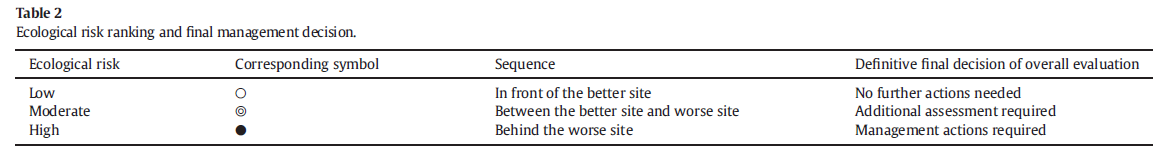 Table 2
Ecological risk ranking and final management decision.
Ecological risk Corresponding symbol Sequence Definitive final decision of overall evaluation
Low ○ In front of the better site No further actions needed
Moderate ◎ Between the better site and worse site Additional assessment required
High ● Behind the worse site Management actions required